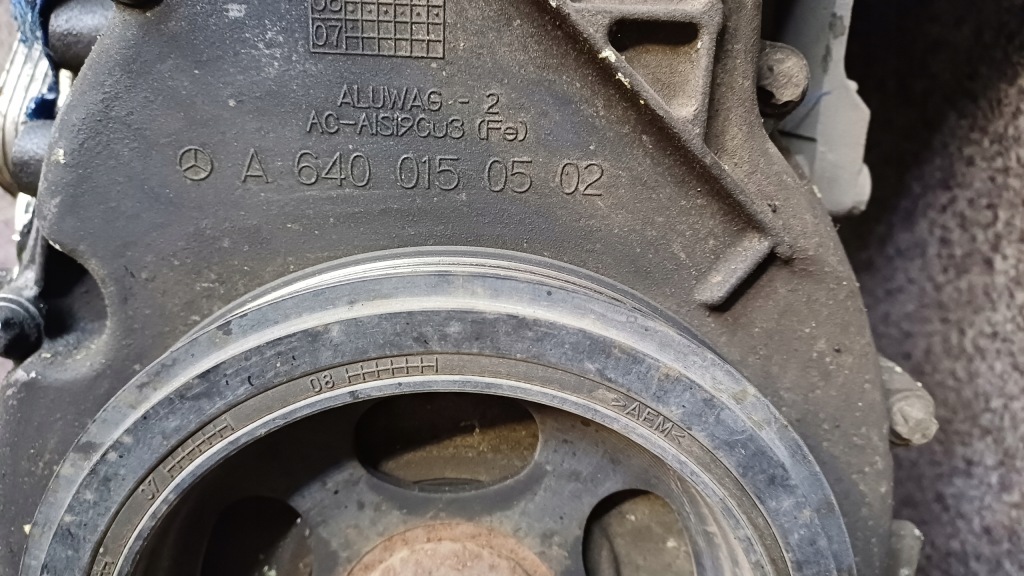 07
ALUWAG - 2
AC-AlSi9Cu3 (Fe)
A 640 015 05 02
08
>AEM<